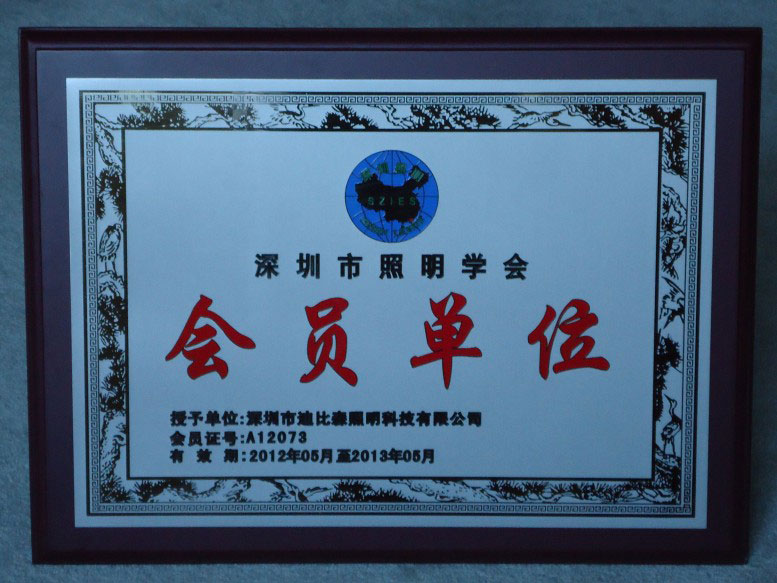 SZIES
深圳市照明学会
会员单位
授予单位:深圳市迪比森照明科技有限公司
会员证号:A12073
有效期:2012年05月至2013年05月